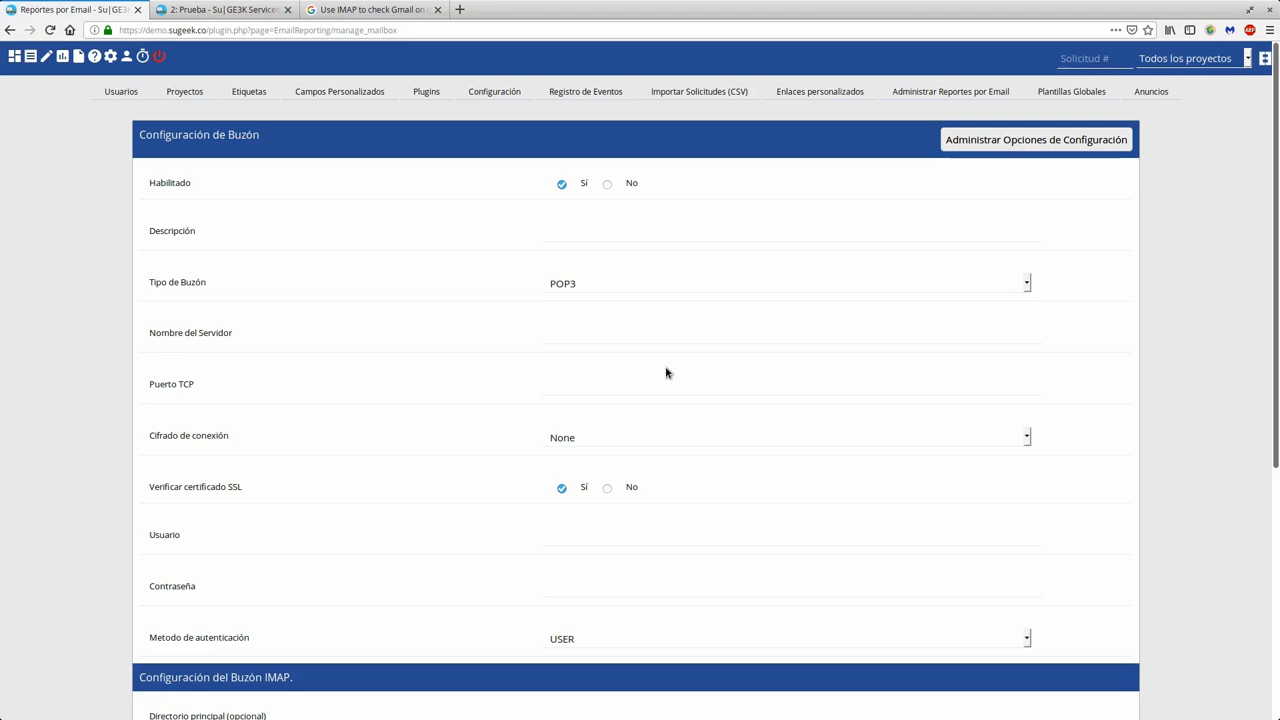 Reportes por Email - Su|GE3K
2: Prueba - Su|GE3K Service
Use IMAP to check Gmail on
https://demo.sugeek.co/plugin.php?page=EmailReporting/manage_mailbox
ABP
Solicitud #
Todos los proyectos
Usuarios
Proyectos
Etiquetas
Campos Personalizados
Plugins
Configuración
Registro de Eventos
Importar Solicitudes (CSV)
Enlaces personalizados
Administrar Reportes por Email
Plantillas Globales
Anuncios
Configuración de Buzón
Administrar Opciones de Configuración
Habilitado
Sí
No
Descripción
Tipo de Buzón
POP3
Nombre del Servidor
Puerto TCP
Cifrado de conexión
None
Verificar certificado SSL
Sí
No
Usuario
Contraseña
Metodo de autenticación
USER
Configuración del Buzón IMAP.
Directorio principal (opcional)